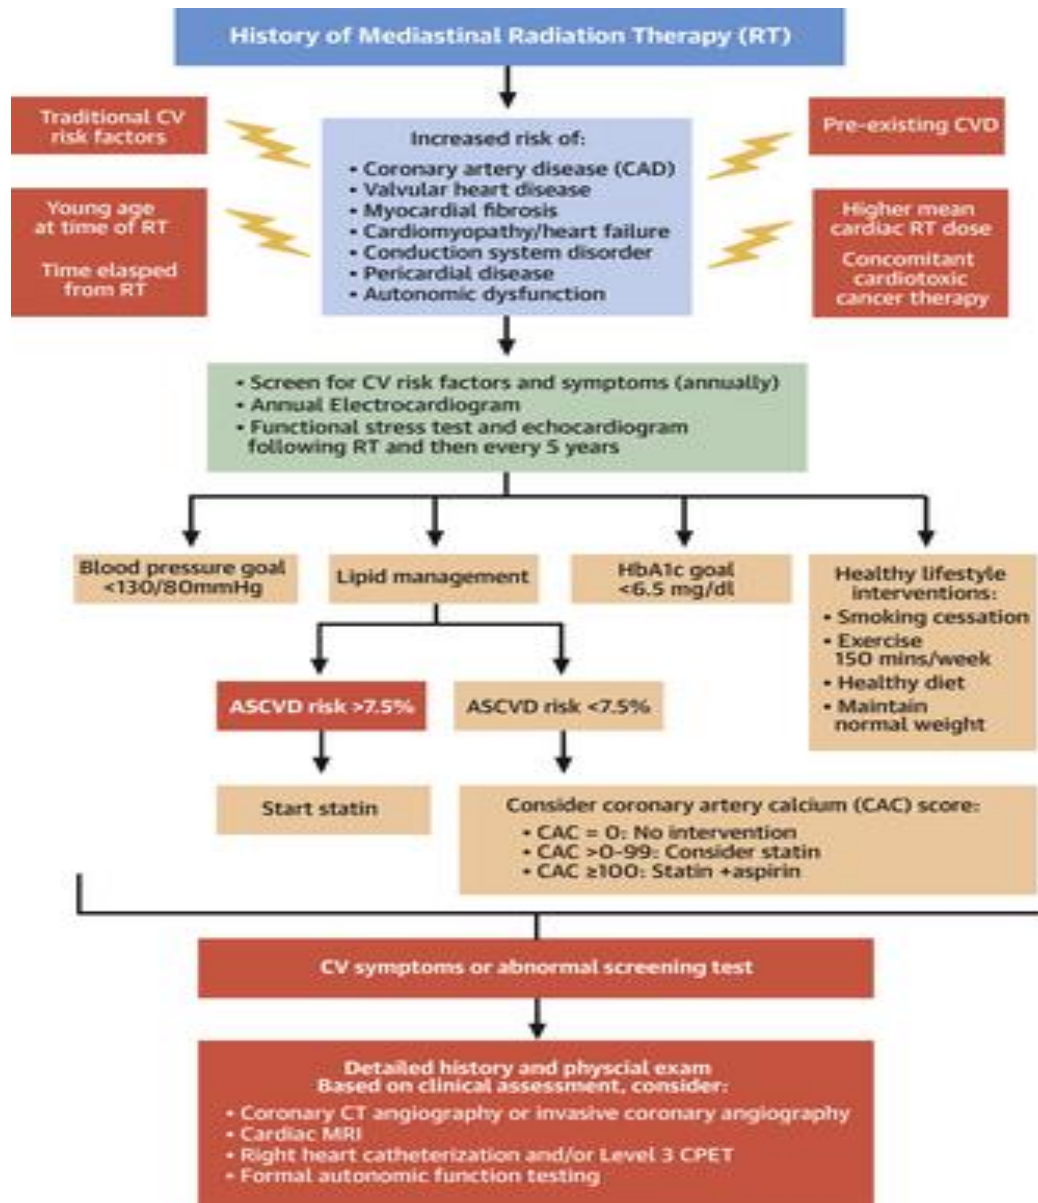 History of Mediastinal Radiation Therapy (RT)
Traditional CV
risk factors
Young age
at time of RT
Time elasped
from RT
Increased risk of:
• Coronary artery disease (CAD)
• Valvular heart disease
• Myocardial fibrosis
• Cardiomyopathy/heart failure
• Conduction system disorder
• Pericardial disease
• Autonomic dysfunction
Pre-existing CVD
Higher mean
cardiac RT dose
Concomitant
cardiotoxic
cancer therapy
• Screen for CV risk factors and symptoms (annually)
• Annual Electrocardiogram
• Functional stress test and echocardiogram
following RT and then every 5 years
Blood pressure goal
<130/80mmHg
Lipid management
HbA1c goal
<6.5 mg/dl
Healthy lifestyle
interventions:
• Smoking cessation
• Exercise
150 mins/week
• Healthy diet
• Maintain
normal weight
ASCVD risk >7.5%
ASCVD risk <7.5%
Start statin
Consider coronary artery calcium (CAC) score:
• CAC = 0: No intervention
• CAC >0-99: Consider statin
• CAC ≥100: Statin +aspirin
CV symptoms or abnormal screening test
Detailed history and physcial exam
Based on clinical assessment, consider:
• Coronary CT angiography or invasive coronary angiography
• Cardiac MRI
• Right heart catheterization and/or Level 3 CPET
• Formal autonomic function testing